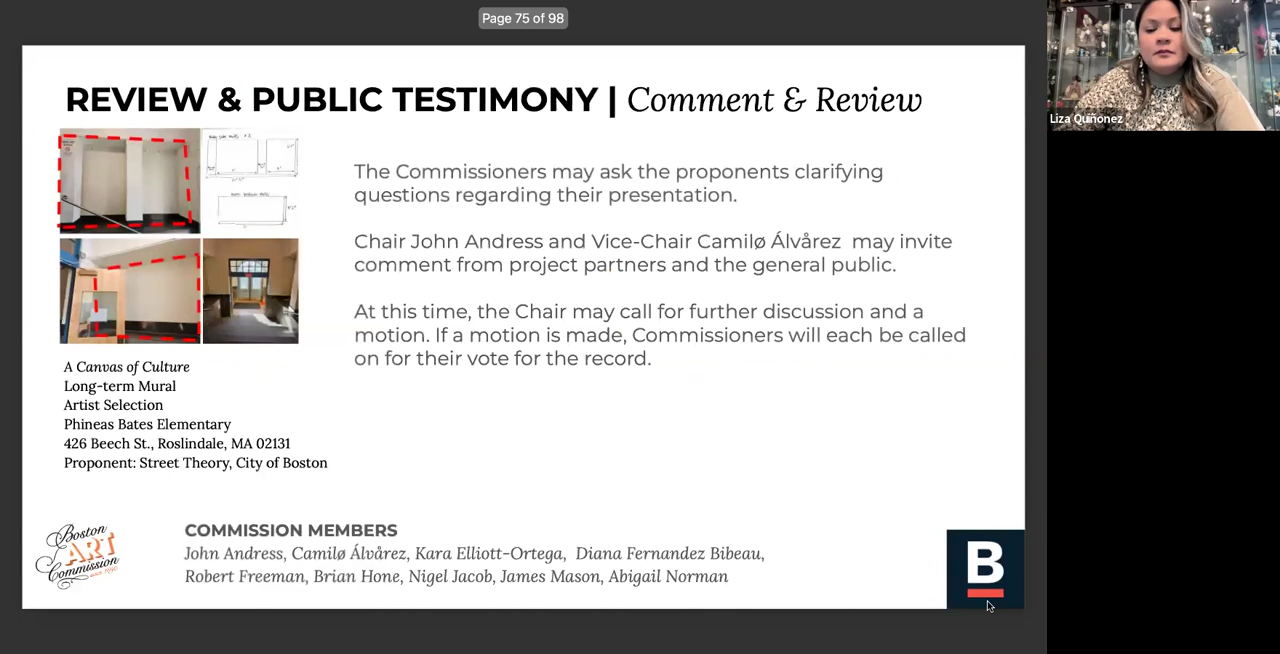 Page 75 of 98
REVIEW & PUBLIC TESTIMONY | Comment & Review
The Commissioners may ask the proponents clarifying
questions regarding their presentation.
Chair John Andress and Vice-Chair Camilø Álvårez  may invite
comment from project partners and the general public.
At this time, the Chair may call for further discussion and a
motion. If a motion is made, Commissioners will each be called
on for their vote for the record.
A Canvas of Culture
Long-term Mural
Artist Selection
Phineas Bates Elementary
426 Beech St., Roslindale, MA 02131
Proponent: Street Theory, City of Boston
Boston
ART
Commission
since 1890
COMMISSION MEMBERS
John Andress, Camilø Álvårez, Kara Elliott-Ortega,  Diana Fernandez Bibeau,
Robert Freeman, Brian Hone, Nigel Jacob, James Mason, Abigail Norman
B
Liza Quiñonez